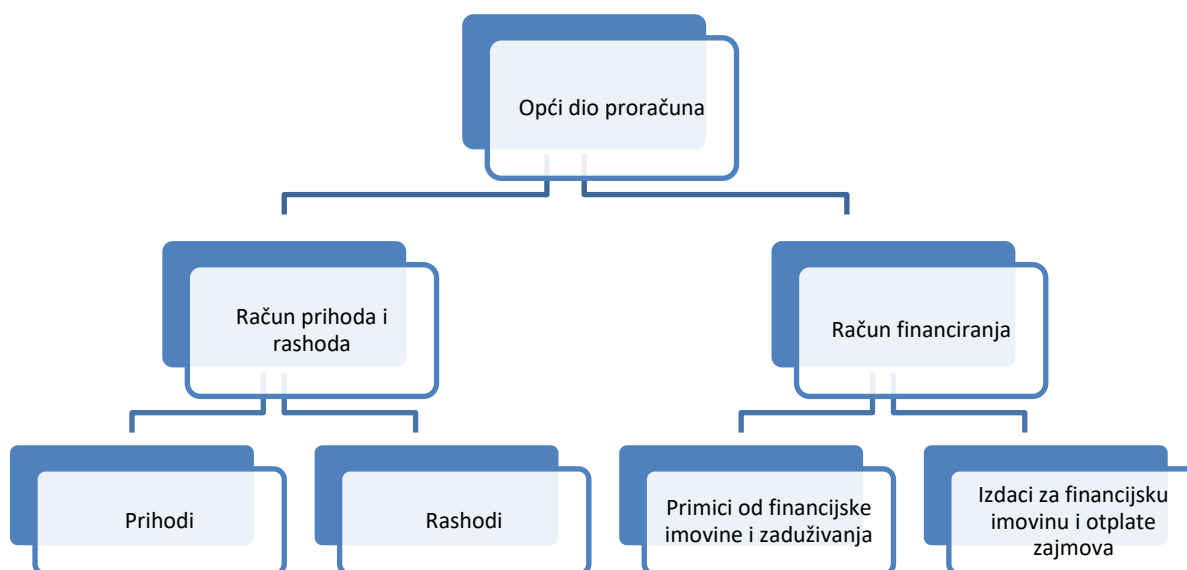 Opći dio proračuna
Račun prihoda i
rashoda
Račun financiranja
Prihodi
Rashodi
Primici od financijske
imovine i zaduživanja
Izdaci za financijsku
imovinu i otplate
zajmova